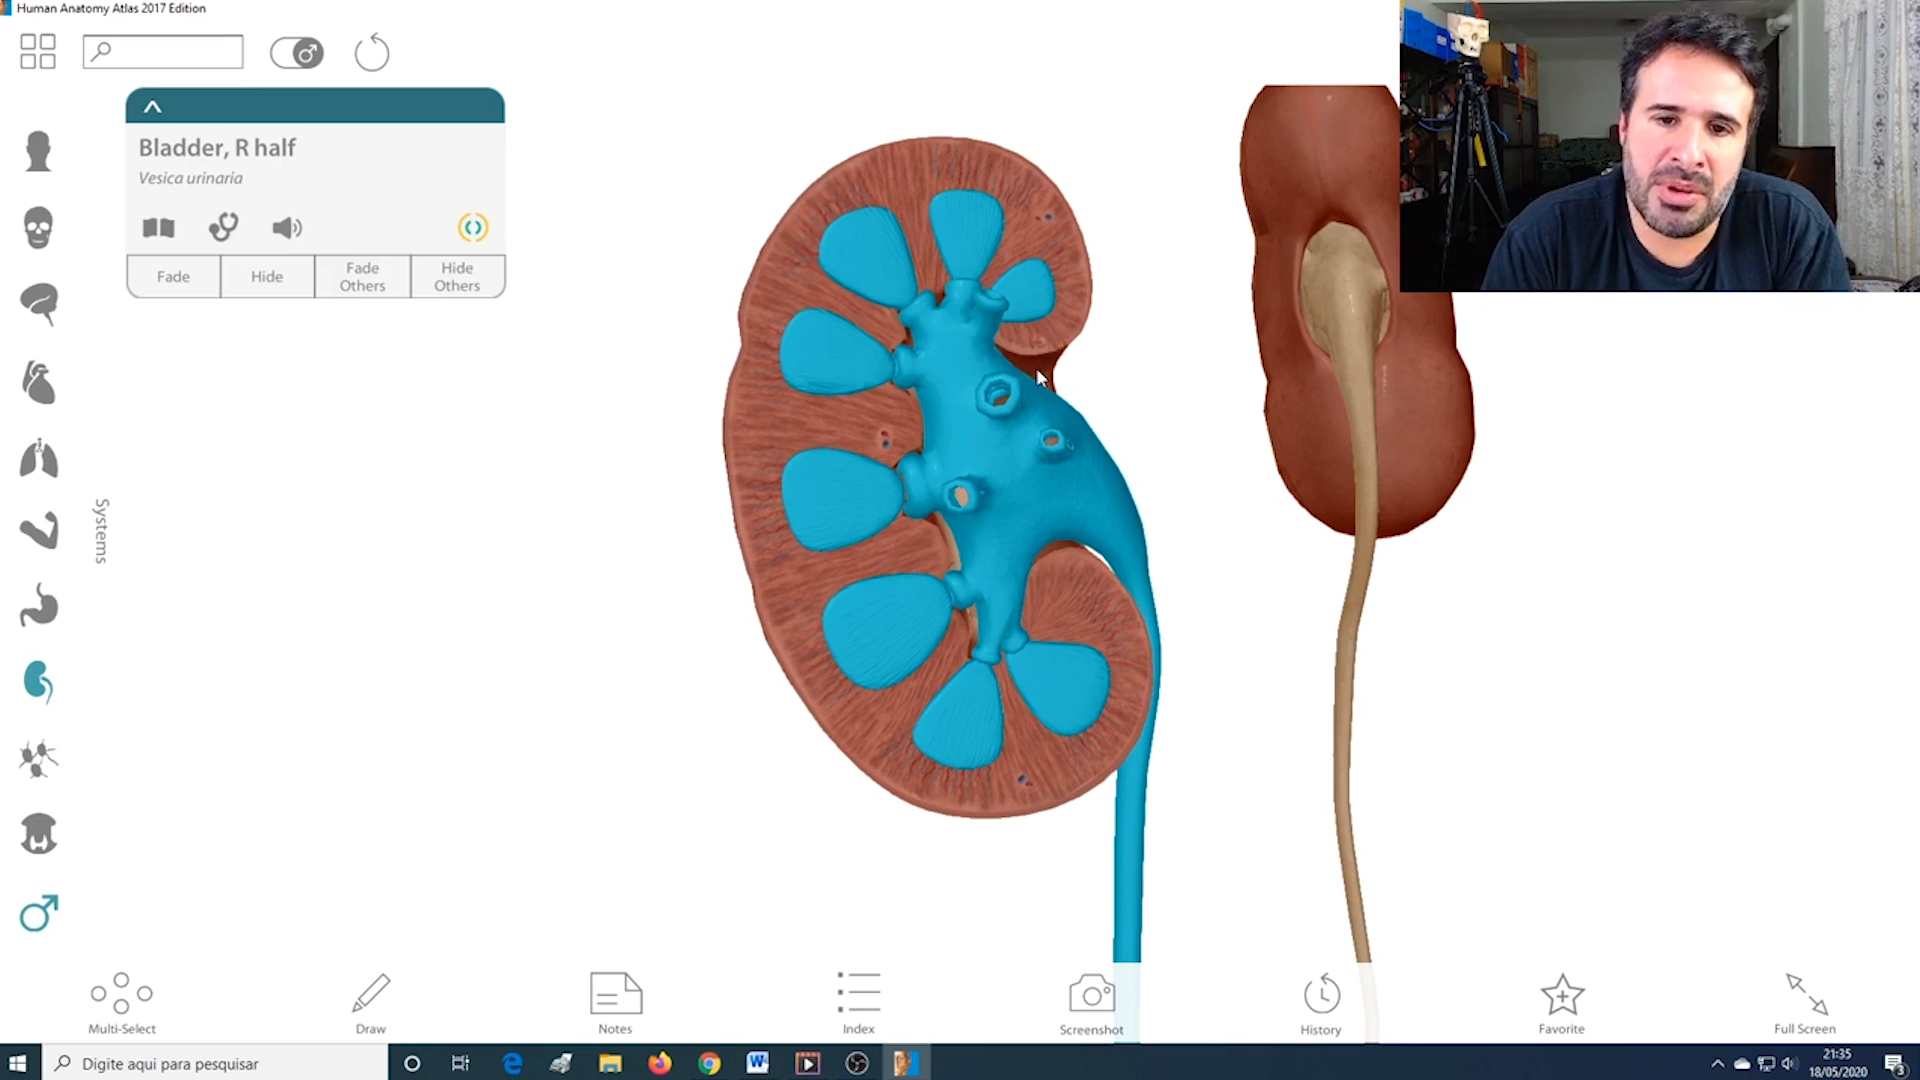 Human Anatomy Atlas 2017 Edition
Bladder, R half
Vesica urinaria
Fade
Hide
Fade
Others
Hide
Others
Systems
Multi-Select
Draw
Notes
Index
Screenshot
History
Favorite
Full Screen
Digite aqui para pesquisar
21:35
18/05/2020
3